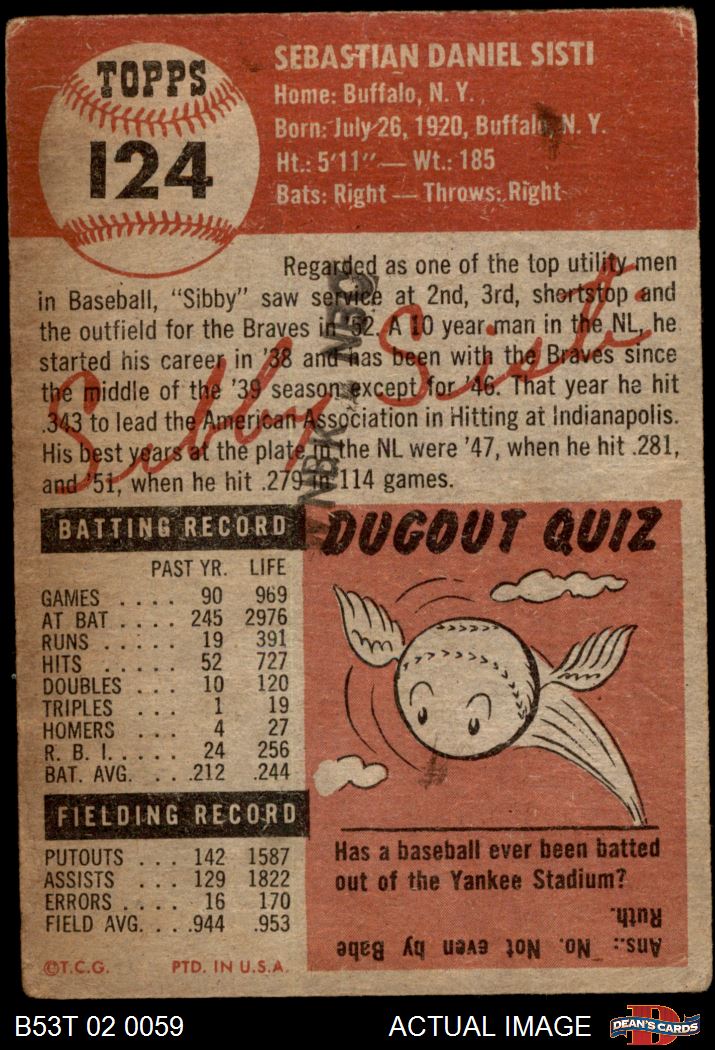 TOPPS
124
SEBASTIAN DANIEL SISTI
Home: Buffalo, N. Y.
Born: July 26, 1920, Buffalo, N. Y.
Ht.: 5'11" — Wt.: 185
Bats: Right — Throws: Right
Regarded as one of the top utility men
in Baseball, "Sibby" saw service at 2nd, 3rd, shortstop and
the outfield for the Braves in '52. A 10 year man in the NL, he
started his career in '38 and has been with the Braves since
the middle of the '39 season except for '46. That year he hit
.343 to lead the American Association in Hitting at Indianapolis.
His best years at the plate in the NL were '47, when he hit .281,
and '51, when he hit .279 in 114 games.
Sibby Sisti
BATTING RECORD
PAST YR. LIFE
GAMES .... 90 969
AT BAT .... 245 2976
RUNS ..... 19 391
HITS ..... 52 727
DOUBLES ... 10 120
TRIPLES ... 1 19
HOMERS ... 4 27
R. B. I. .... 24 256
BAT. AVG. ... .212 .244
FIELDING RECORD
PUTOUTS ... 142 1587
ASSISTS ... 129 1822
ERRORS .... 16 170
FIELD AVG. ... .944 .953
©T.C.G. PTD. IN U.S.A.
DUGOUT QUIZ
Has a baseball ever been batted
out of the Yankee Stadium?
Ans.: No. Not even by Babe
Ruth.
B53T 02 0059 ACTUAL IMAGE DEAN'S CARDS